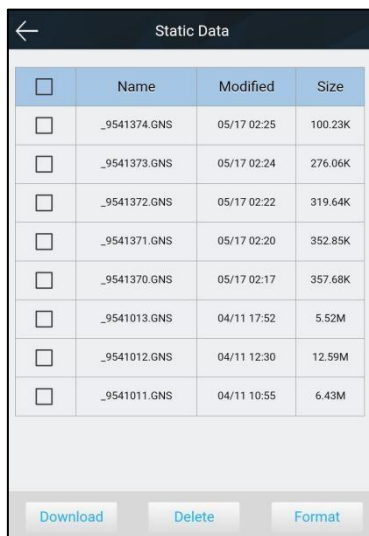 Static Data
Name Modified Size
_9541374.GNS 05/17 02:25 100.23K
_9541373.GNS 05/17 02:24 276.06K
_9541372.GNS 05/17 02:22 319.64K
_9541371.GNS 05/17 02:20 352.85K
_9541370.GNS 05/17 02:17 357.68K
_9541013.GNS 04/11 17:52 5.52M
_9541012.GNS 04/11 12:30 12.59M
_9541011.GNS 04/11 10:55 6.43M
Download Delete Format